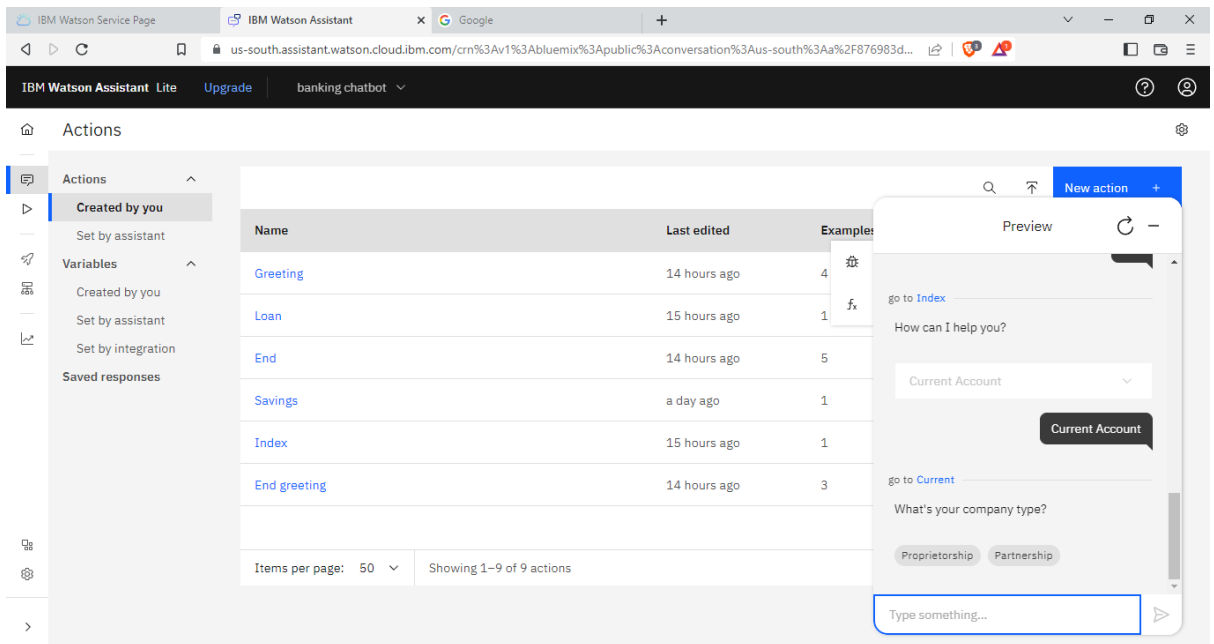 IBM Watson Service Page
IBM Watson Assistant
Google
us-south.assistant.watson.cloud.ibm.com/crn%3Av1%3Abluemix%3Apublic%3Aconversation%3Aus-south%3Aa%2F876983d...
IBM Watson Assistant Lite
Upgrade
banking chatbot
Actions
Actions
Created by you
Set by assistant
Variables
Created by you
Set by assistant
Set by integration
Saved responses
New action +
Name Last edited Examples
Greeting 14 hours ago 4
Loan 15 hours ago 1
End 14 hours ago 5
Savings a day ago 1
Index 15 hours ago 1
End greeting 14 hours ago 3
Items per page: 50
Showing 1–9 of 9 actions
Preview
go to Index
How can I help you?
Current Account
Current Account
go to Current
What's your company type?
Proprietorship Partnership
Type something...